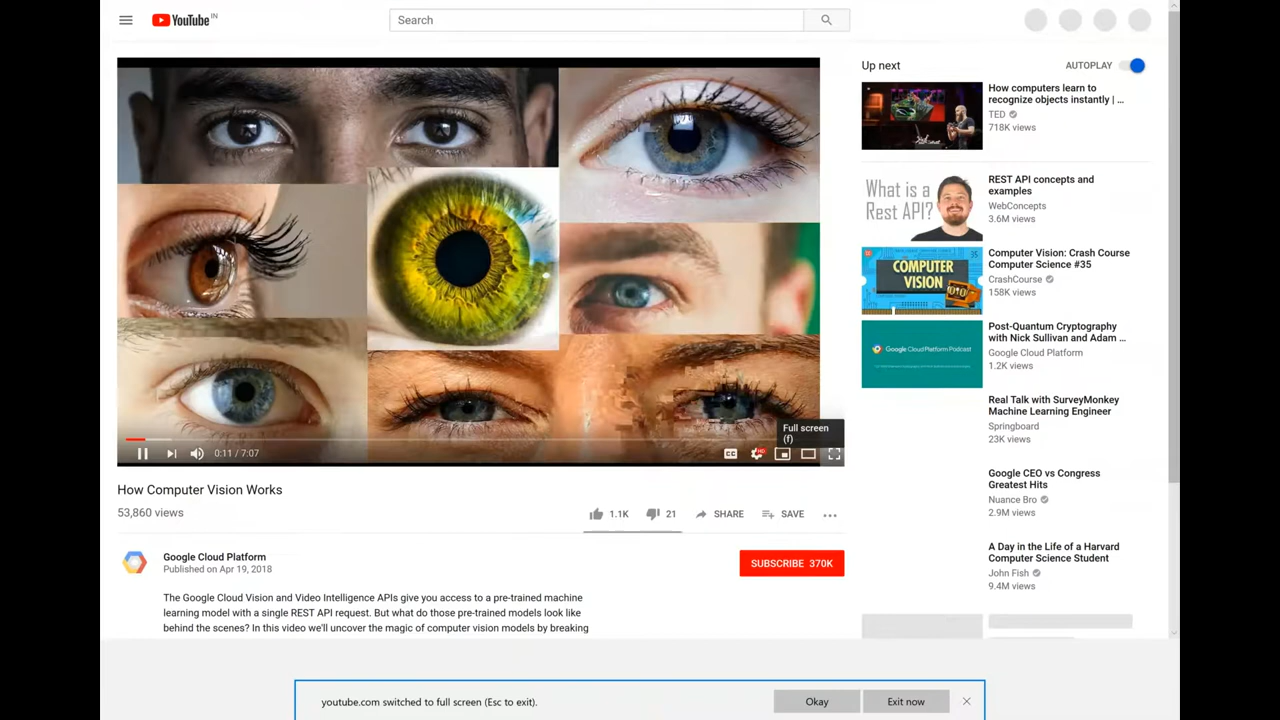 YouTube IN
Search
Up next
AUTOPLAY
How computers learn to
recognize objects instantly | ...
TED
718K views
What is a
Rest API?
REST API concepts and
examples
WebConcepts
3.6M views
35
COMPUTER
VISION
Computer Vision: Crash Course
Computer Science #35
CrashCourse
158K views
Google Cloud Platform Podcast
Post-Quantum Cryptography
with Nick Sullivan and Adam ...
Google Cloud Platform
1.2K views
Real Talk with SurveyMonkey
Machine Learning Engineer
Springboard
23K views
Google CEO vs Congress
Greatest Hits
Nuance Bro
2.9M views
A Day in the Life of a Harvard
Computer Science Student
John Fish
9.4M views
Full screen
(f)
0:11 / 7:07
CC
HD
How Computer Vision Works
53,860 views
1.1K
21
SHARE
SAVE
Google Cloud Platform
Published on Apr 19, 2018
SUBSCRIBE 370K
The Google Cloud Vision and Video Intelligence APIs give you access to a pre-trained machine
learning model with a single REST API request. But what do those pre-trained models look like
behind the scenes? In this video we'll uncover the magic of computer vision models by breaking
youtube.com switched to full screen (Esc to exit).
Okay
Exit now